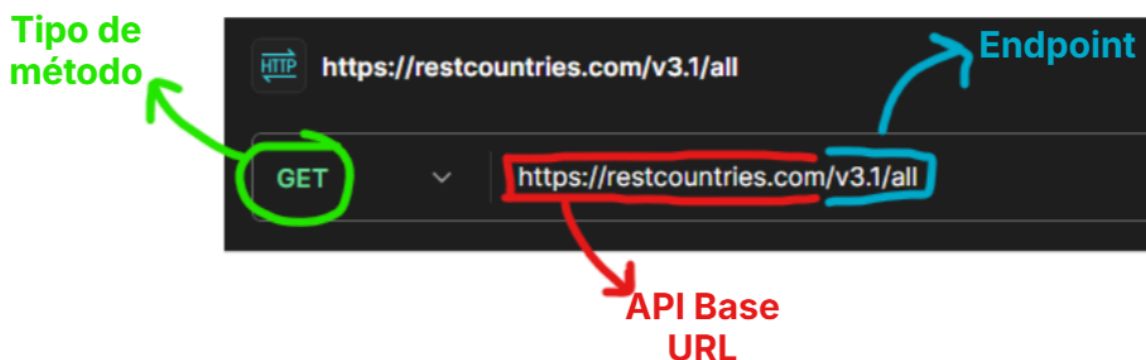 Tipo de
método
HTTP
https://restcountries.com/v3.1/all
Endpoint
GET
https://restcountries.com/v3.1/all
API Base
URL